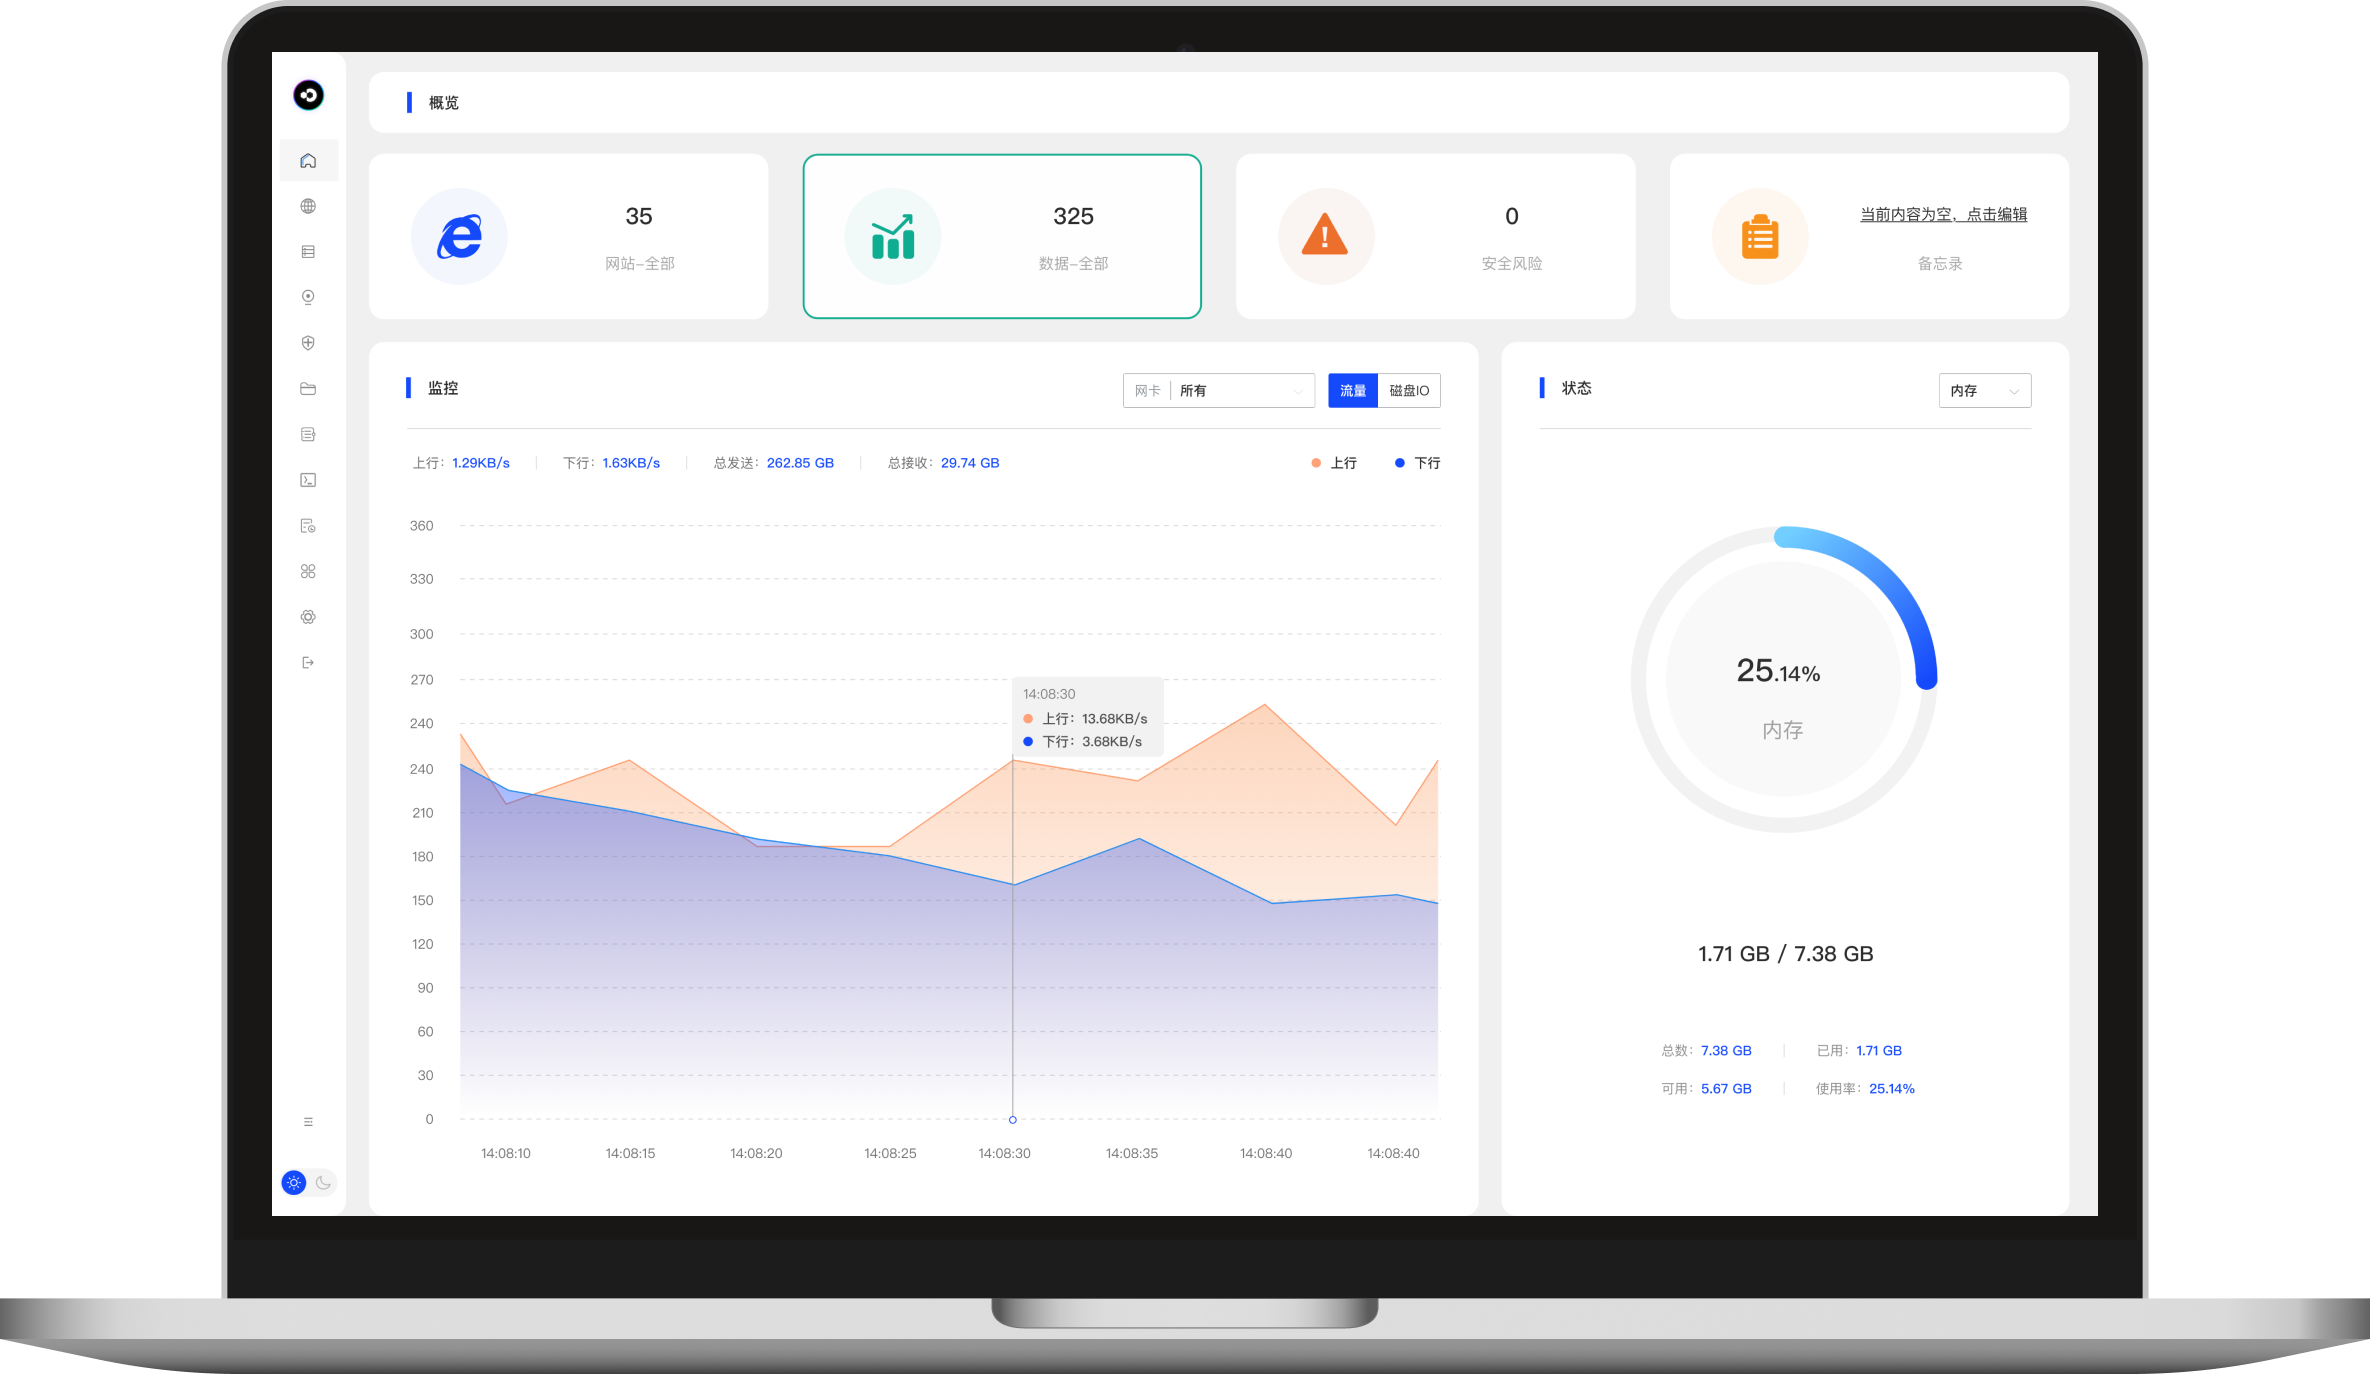 概览
35
网站-全部
325
数据-全部
0
安全风险
当前内容为空，点击编辑
备忘录
监控
网卡 所有
流量 磁盘IO
上行：1.29KB/s 下行：1.63KB/s 总发送：262.85 GB 总接收：29.74 GB
上行 下行
360
330
300
270
240
240
210
180
150
120
90
60
30
0
14:08:30
上行：13.68KB/s
下行：3.68KB/s
14:08:10 14:08:15 14:08:20 14:08:25 14:08:30 14:08:35 14:08:40 14:08:40
状态
内存
25.14%
内存
1.71 GB / 7.38 GB
总数：7.38 GB 已用：1.71 GB
可用：5.67 GB 使用率：25.14%